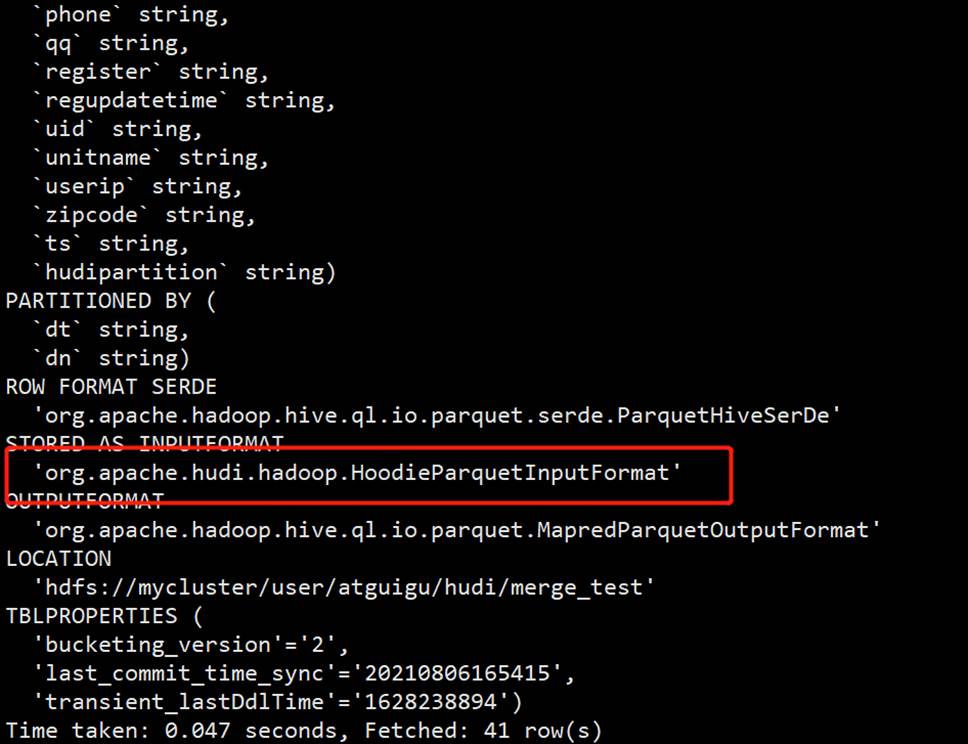 `phone` string,
`qq` string,
`register` string,
`regupdatetime` string,
`uid` string,
`unitname` string,
`userip` string,
`zipcode` string,
`ts` string,
`hudipartition` string)
PARTITIONED BY (
`dt` string,
`dn` string)
ROW FORMAT SERDE
'org.apache.hadoop.hive.ql.io.parquet.serde.ParquetHiveSerDe'
STORED AS INPUTFORMAT
'org.apache.hudi.hadoop.HoodieParquetInputFormat'
OUTPUTFORMAT
'org.apache.hadoop.hive.ql.io.parquet.MapredParquetOutputFormat'
LOCATION
'hdfs://mycluster/user/atguigu/hudi/merge_test'
TBLPROPERTIES (
'bucketing_version'='2',
'last_commit_time_sync'='20210806165415',
'transient_lastDdlTime'='1628238894')
Time taken: 0.047 seconds, Fetched: 41 row(s)